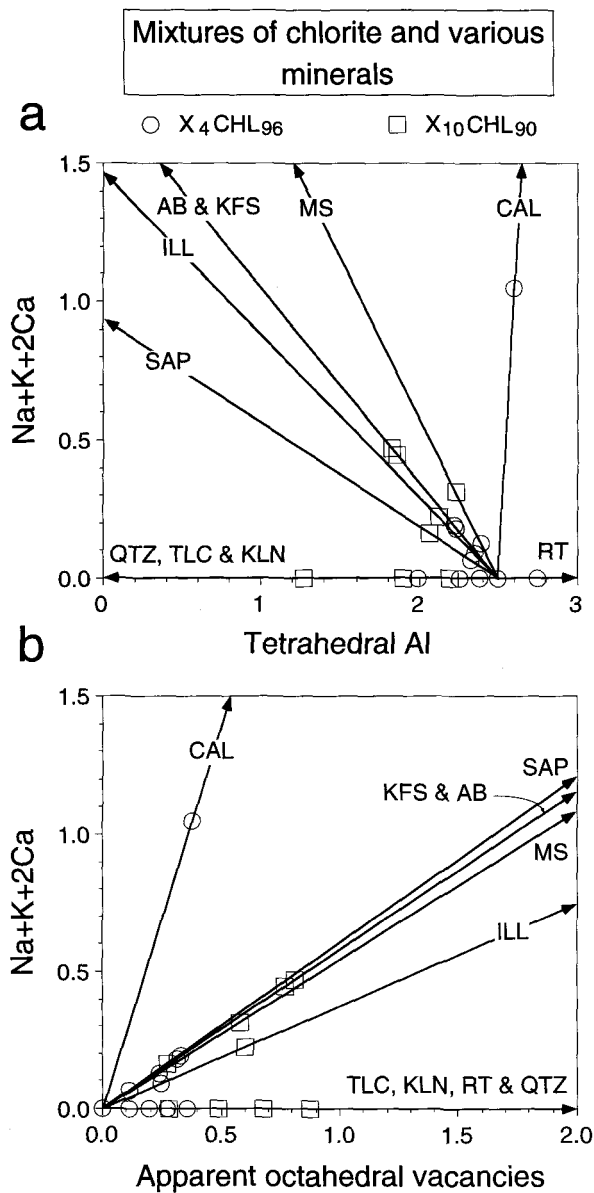 Mixtures of chlorite and various
minerals
a
X4CHL96 X10CHL90
1.5
AB & KFS MS CAL
ILL
1.0
SAP
Na+K+2Ca
0.5
QTZ, TLC & KLN RT
0.0
0 1 2 3
Tetrahedral Al
b
1.5
CAL
SAP
KFS & AB
1.0
MS
Na+K+2Ca
ILL
0.5
TLC, KLN, RT & QTZ
0.0
0.0 0.5 1.0 1.5 2.0
Apparent octahedral vacancies